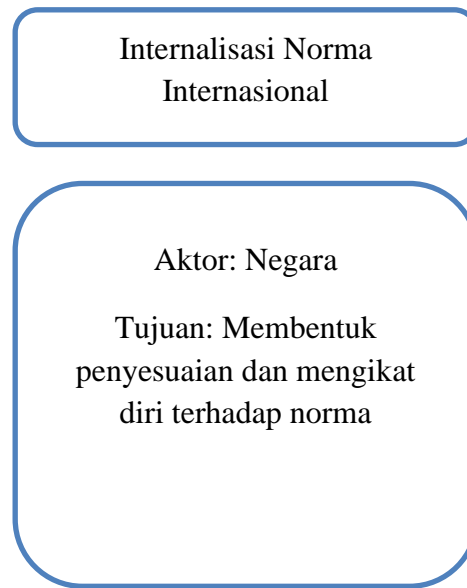 Internalisasi Norma
Internasional
Aktor: Negara
Tujuan: Membentuk
penyesuaian dan mengikat
diri terhadap norma